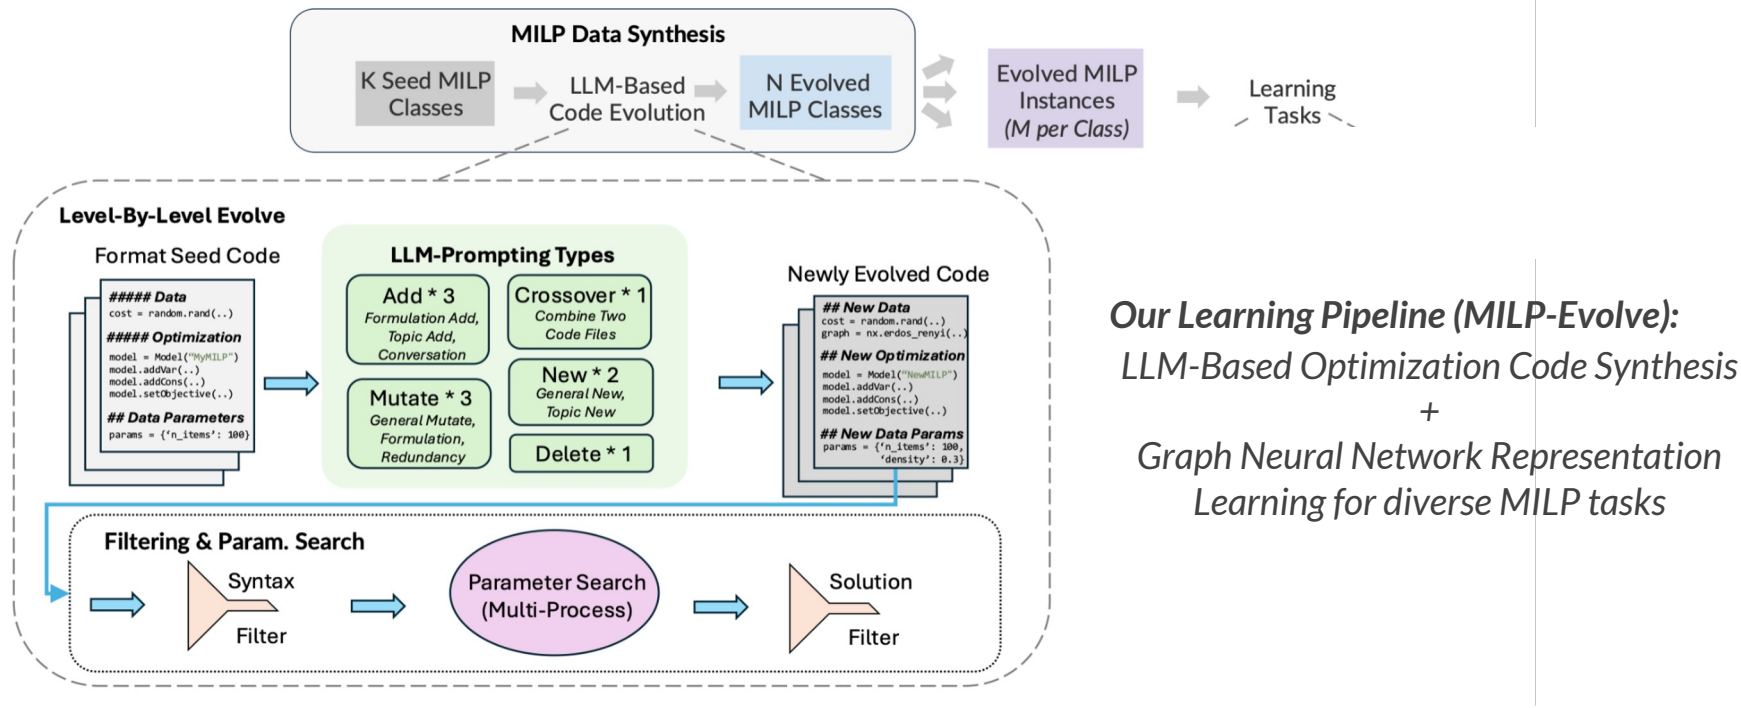 MILP Data Synthesis
K Seed MILP
Classes
LLM-Based
Code Evolution
N Evolved
MILP Classes
Evolved MILP
Instances
(M per Class)
Learning
Tasks
Level-By-Level Evolve
Format Seed Code
##### Data
cost = random.rand(..)
##### Optimization
model = Model("MyMILP")
model.addVar(..)
model.addCons(..)
model.setObjective(..)
## Data Parameters
params = {'n_items': 100}
LLM-Prompting Types
Add * 3
Formulation Add,
Topic Add,
Conversation
Mutate * 3
General Mutate,
Formulation,
Redundancy
Crossover * 1
Combine Two
Code Files
New * 2
General New,
Topic New
Delete * 1
Newly Evolved Code
## New Data
cost = random.rand(..)
graph = nx.erdos_renyi(..)
## New Optimization
model = Model("NewMILP")
model.addVar(..)
model.addCons(..)
model.setObjective(..)
## New Data Params
params = {'n_items': 100,
'density': 0.3}
Filtering & Param. Search
Syntax
Filter
Parameter Search
(Multi-Process)
Solution
Filter
Our Learning Pipeline (MILP-Evolve):
LLM-Based Optimization Code Synthesis
+
Graph Neural Network Representation
Learning for diverse MILP tasks